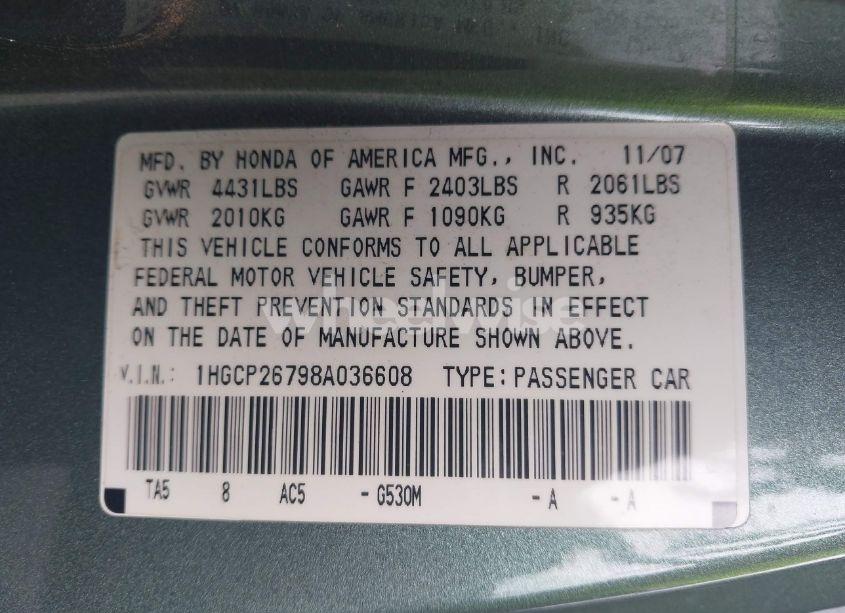 MFD. BY HONDA OF AMERICA MFG., INC. 11/07
GVWR 4431LBS GAWR F 2403LBS R 2061LBS
GVWR 2010KG GAWR F 1090KG R 935KG
THIS VEHICLE CONFORMS TO ALL APPLICABLE
FEDERAL MOTOR VEHICLE SAFETY, BUMPER,
AND THEFT PREVENTION STANDARDS IN EFFECT
ON THE DATE OF MANUFACTURE SHOWN ABOVE.
V.I.N.: 1HGCP26798A036608 TYPE: PASSENGER CAR
TA5 8 AC5 - G530M - A - A
wheelwise